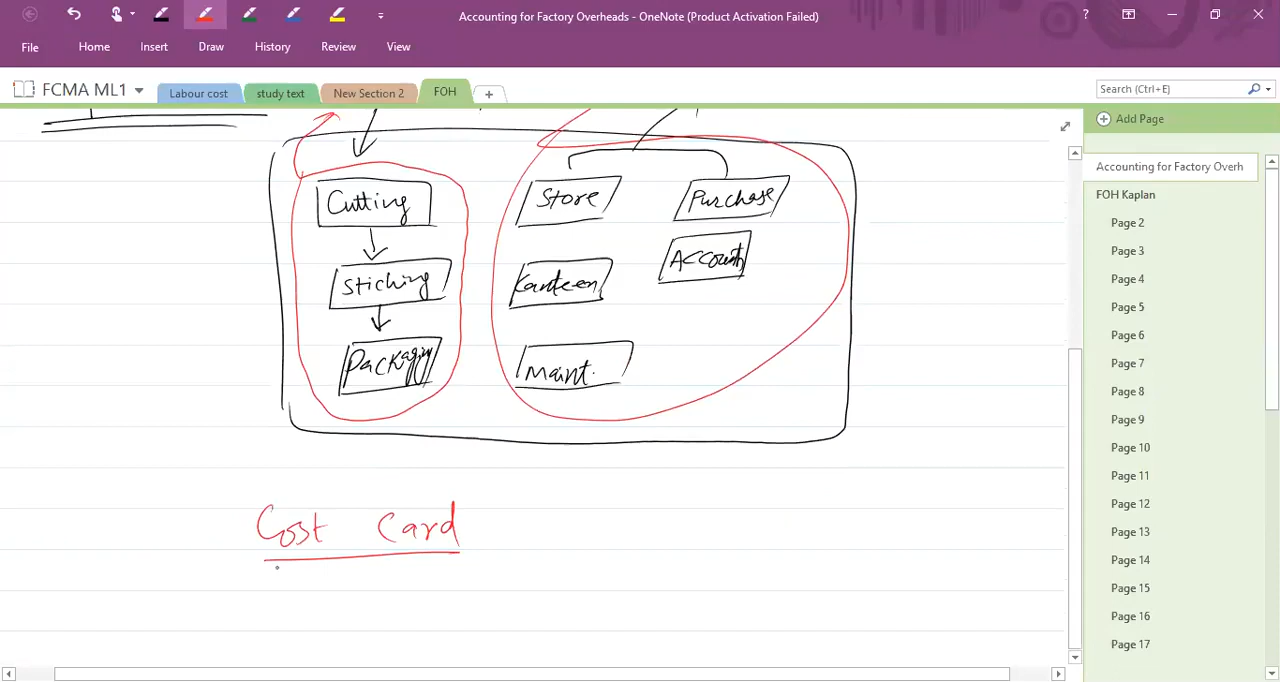 Accounting for Factory Overheads - OneNote (Product Activation Failed)
?
File Home Insert Draw History Review View
FCMA ML1 Labour cost study text New Section 2 FOH
Search (Ctrl+E)
Add Page
Accounting for Factory Overh
FOH Kaplan
Page 2
Page 3
Page 4
Page 5
Page 6
Page 7
Page 8
Page 9
Page 10
Page 11
Page 12
Page 13
Page 14
Page 15
Page 16
Page 17
Cutting
Stiching
Packaging
Store Purchase
Kanteen Accounts
Maint.
Cost Card